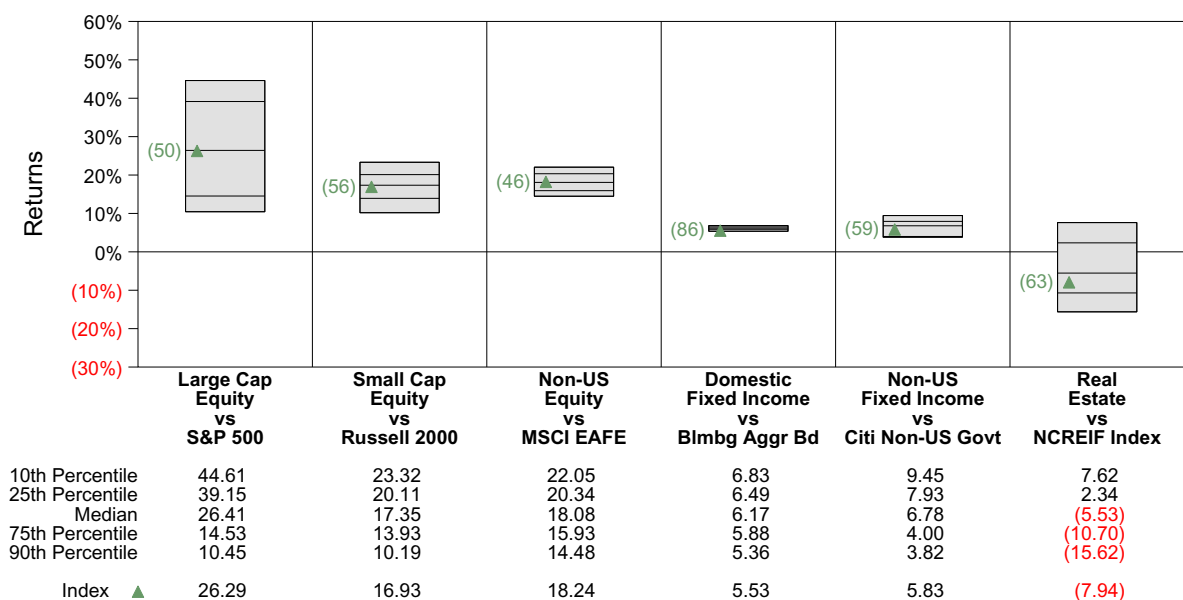 60%
50%
40%
30%
20%
10%
0%
(10%)
(20%)
(30%)
Returns
(50)
(56)
(46)
(86)
(59)
(63)
Large Cap
Equity
vs
S&P 500
Small Cap
Equity
vs
Russell 2000
Non-US
Equity
vs
MSCI EAFE
Domestic
Fixed Income
vs
Blmbg Aggr Bd
Non-US
Fixed Income
vs
Citi Non-US Govt
Real
Estate
vs
NCREIF Index
10th Percentile 44.61 23.32 22.05 6.83 9.45 7.62
25th Percentile 39.15 20.11 20.34 6.49 7.93 2.34
Median 26.41 17.35 18.08 6.17 6.78 (5.53)
75th Percentile 14.53 13.93 15.93 5.88 4.00 (10.70)
90th Percentile 10.45 10.19 14.48 5.36 3.82 (15.62)
Index 26.29 16.93 18.24 5.53 5.83 (7.94)